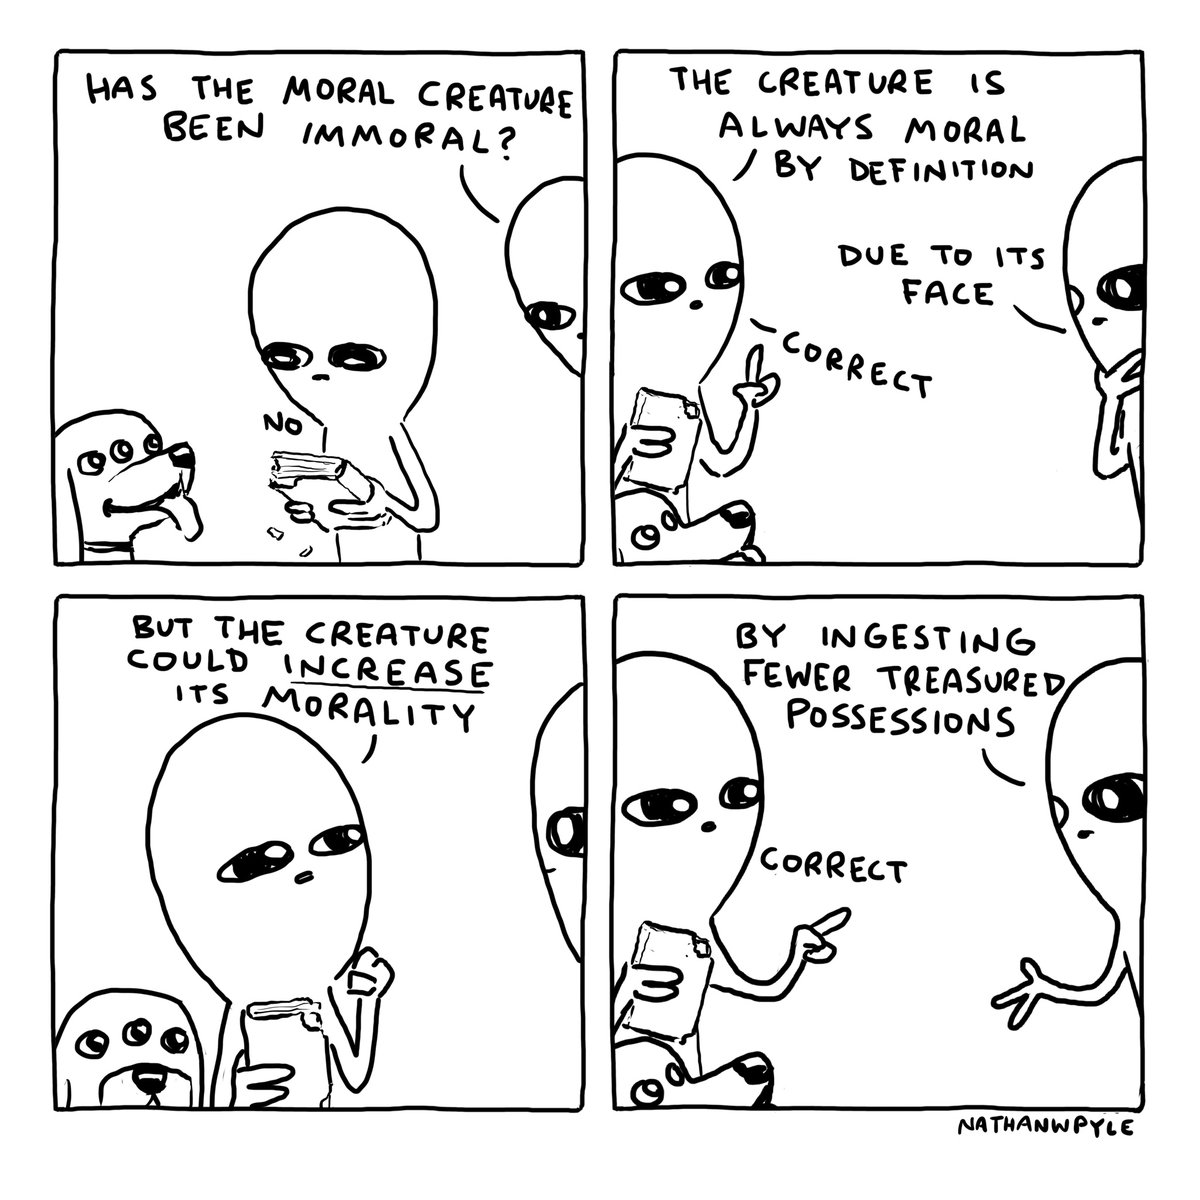 HAS THE MORAL CREATURE
BEEN IMMORAL?
NO
THE CREATURE IS
ALWAYS MORAL
BY DEFINITION
DUE TO ITS
FACE
CORRECT
BUT THE CREATURE
COULD INCREASE
ITS MORALITY
BY INGESTING
FEWER TREASURED
POSSESSIONS
CORRECT
NATHANWPYLE